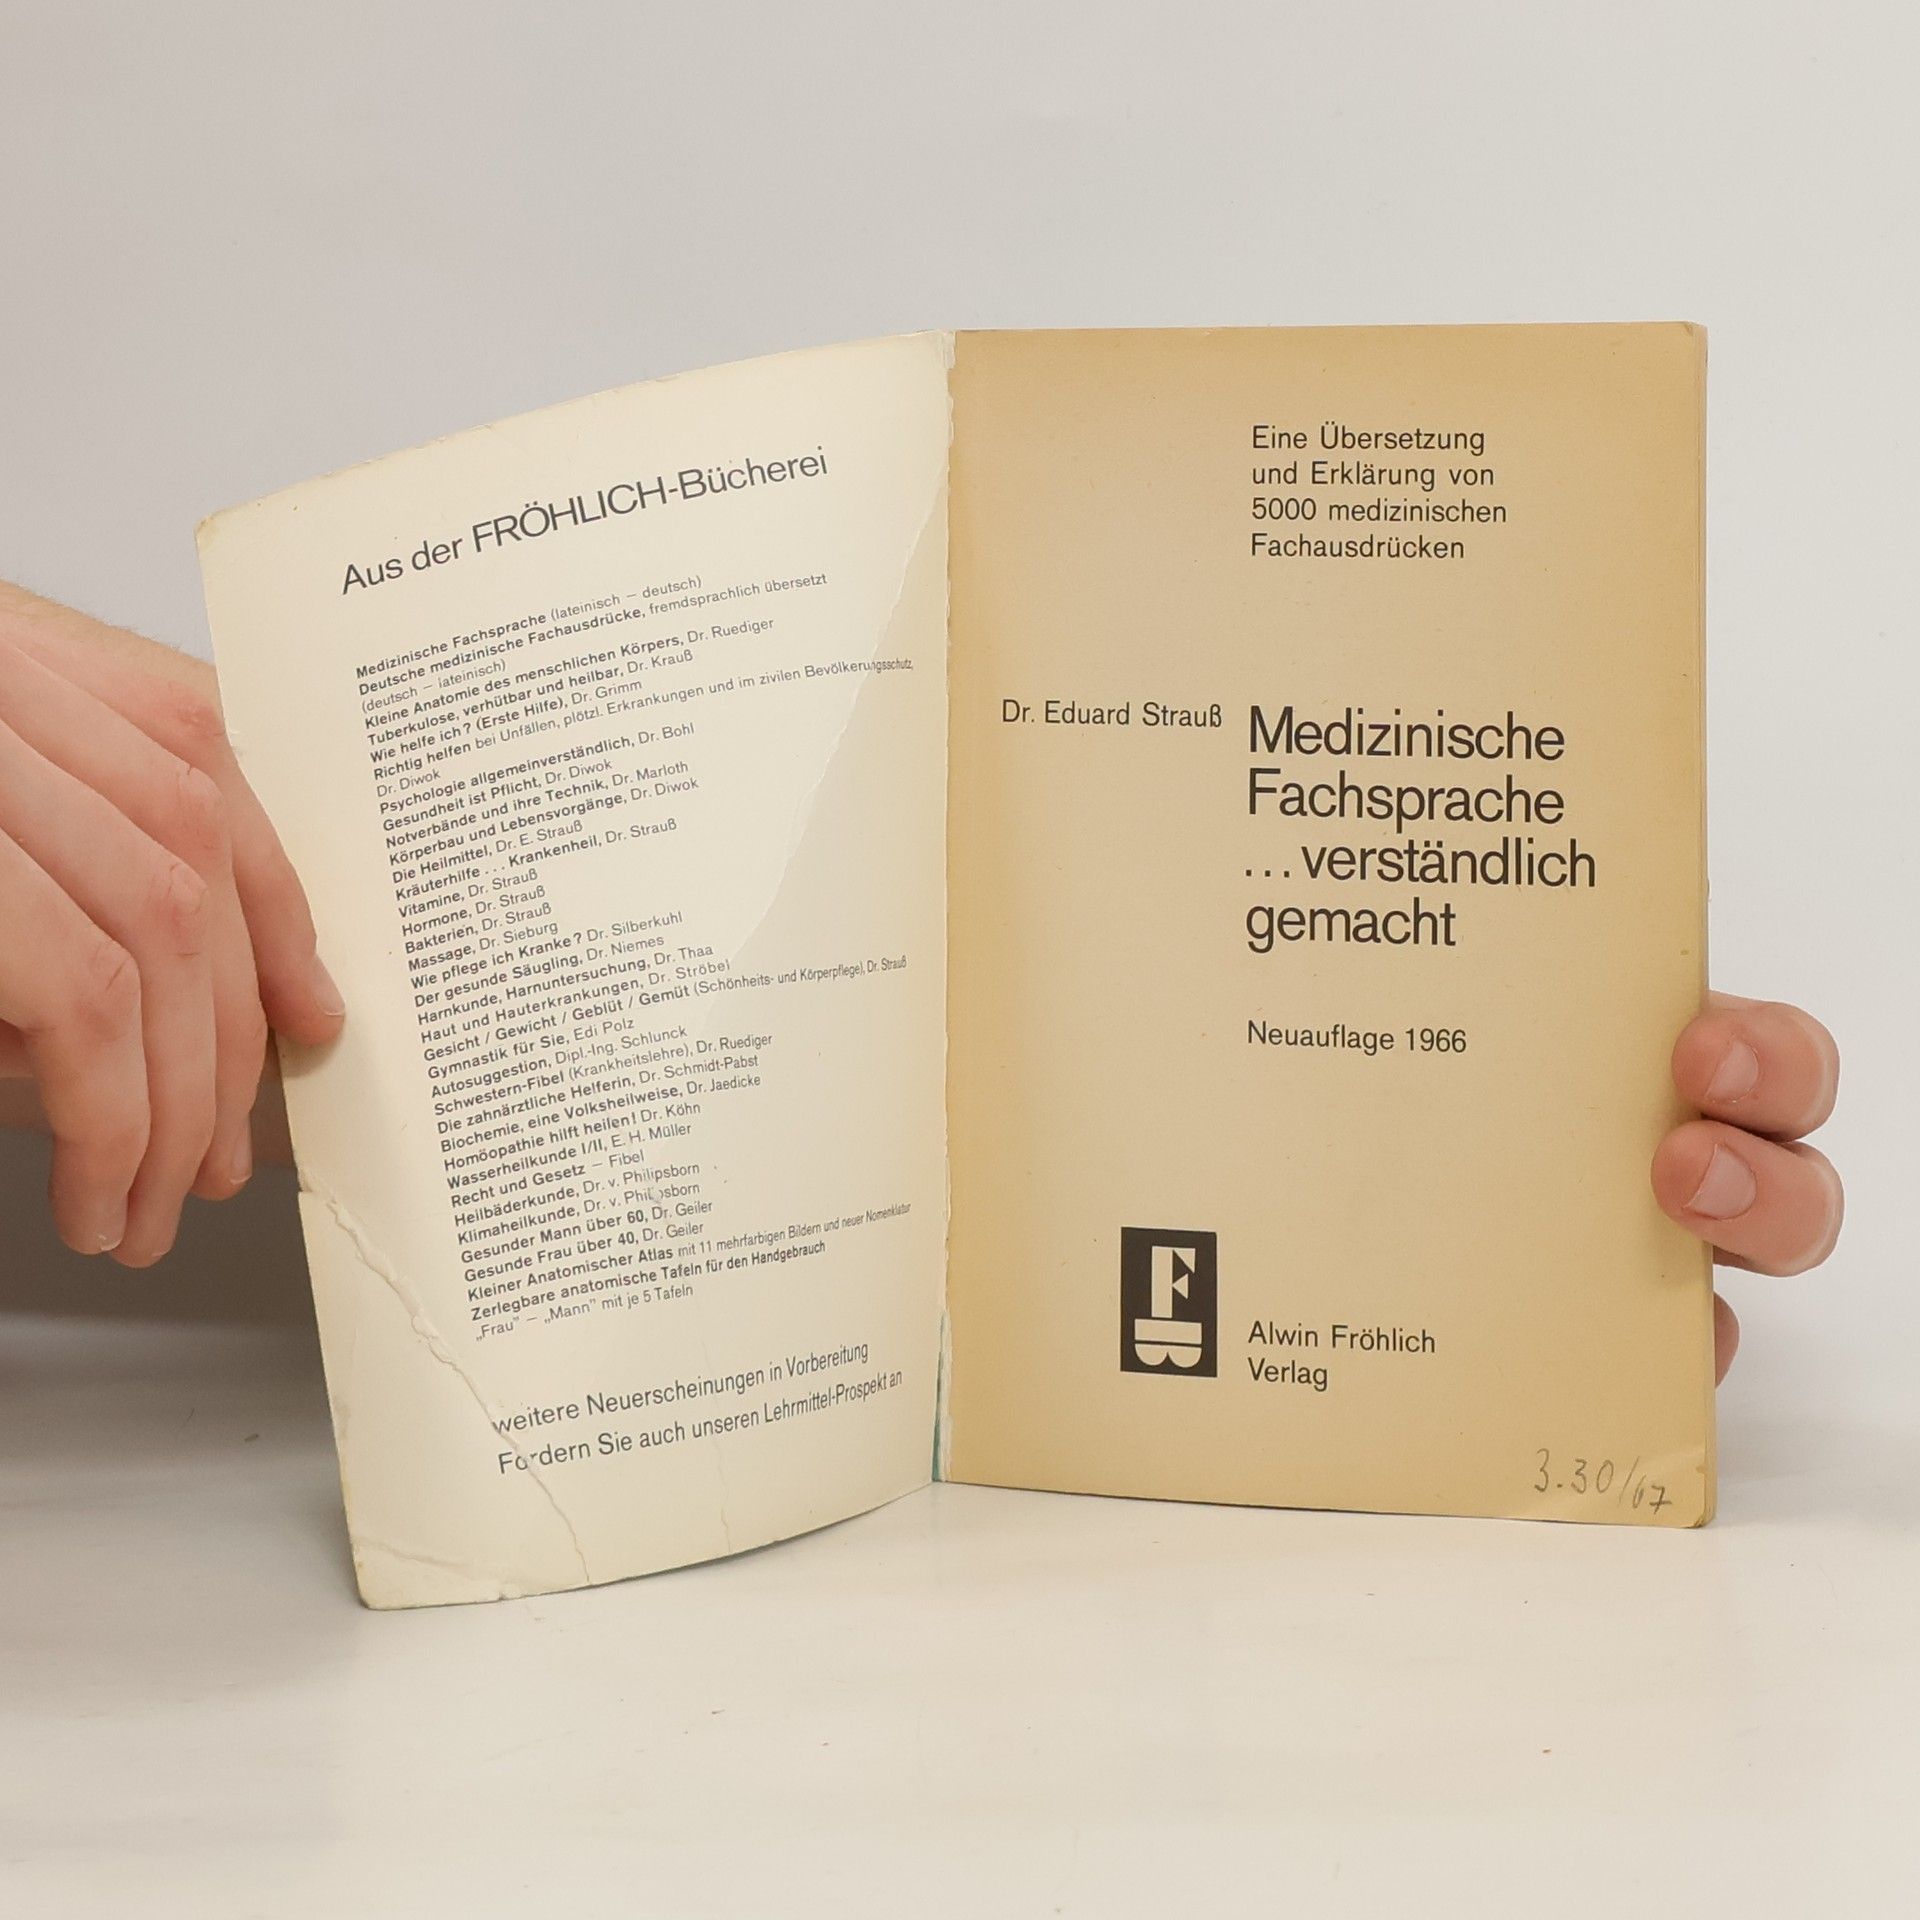 Aus der FRÖHLICH-Bücherei
Medizinische Fachsprache (lateinisch – deutsch)
Deutsche medizinische Fachausdrücke, fremdsprachlich übersetzt
(deutsch – lateinisch)
Kleine Anatomie des menschlichen Körpers, Dr. Ruediger
Tuberkulose, verhütbar und heilbar, Dr. Krauß
Wie helfe ich? (Erste Hilfe), Dr. Grimm
Richtig helfen bei Unfällen, plötzl. Erkrankungen und im zivilen Bevölkerungsschutz,
Dr. Diwok
Psychologie allgemeinverständlich, Dr. Bohl
Gesundheit ist Pflicht, Dr. Diwok
Notverbände und ihre Technik, Dr. Marloth
Körperbau und Lebensvorgänge, Dr. Diwok
Die Heilmittel, Dr. E. Strauß
Kräuterhilfe . . . Krankenheil, Dr. Strauß
Vitamine, Dr. Strauß
Hormone, Dr. Strauß
Bakterien, Dr. Strauß
Massage, Dr. Sieburg
Wie pflege ich Kranke? Dr. Silberkuhl
Der gesunde Säugling, Dr. Niemes
Harnkunde, Harnuntersuchung, Dr. Thaa
Haut und Hauterkrankungen, Dr. Ströbel
Gesicht / Gewicht / Geblüt / Gemüt (Schönheits- und Körperpflege), Dr. Strauß
Gymnastik für Sie, Edi Polz
Autosuggestion, Dipl.-Ing. Schlunck
Schwestern-Fibel (Krankheitslehre), Dr. Ruediger
Die zahnärztliche Helferin, Dr. Schmidt-Pabst
Biochemie, eine Volksheilweise, Dr. Jaedicke
Homöopathie hilft heilen! Dr. Köhn
Wasserheilkunde I/II, E. H. Müller
Recht und Gesetz – Fibel
Heilbäderkunde, Dr. v. Philipsborn
Klimaheilkunde, Dr. v. Philipsborn
Gesunder Mann über 60, Dr. Geiler
Gesunde Frau über 40, Dr. Geiler
Kleiner Anatomischer Atlas mit 11 mehrfarbigen Bildern und neuer Nomenklatur
Zerlegbare anatomische Tafeln für den Handgebrauch
„Frau” – „Mann” mit je 5 Tafeln
weitere Neuerscheinungen in Vorbereitung
Fordern Sie auch unseren Lehrmittel-Prospekt an
Eine Übersetzung
und Erklärung von
5000 medizinischen
Fachausdrücken
Dr. Eduard Strauß
Medizinische
Fachsprache
...verständlich
gemacht
Neuauflage 1966
Alwin Fröhlich
Verlag
3.30/67